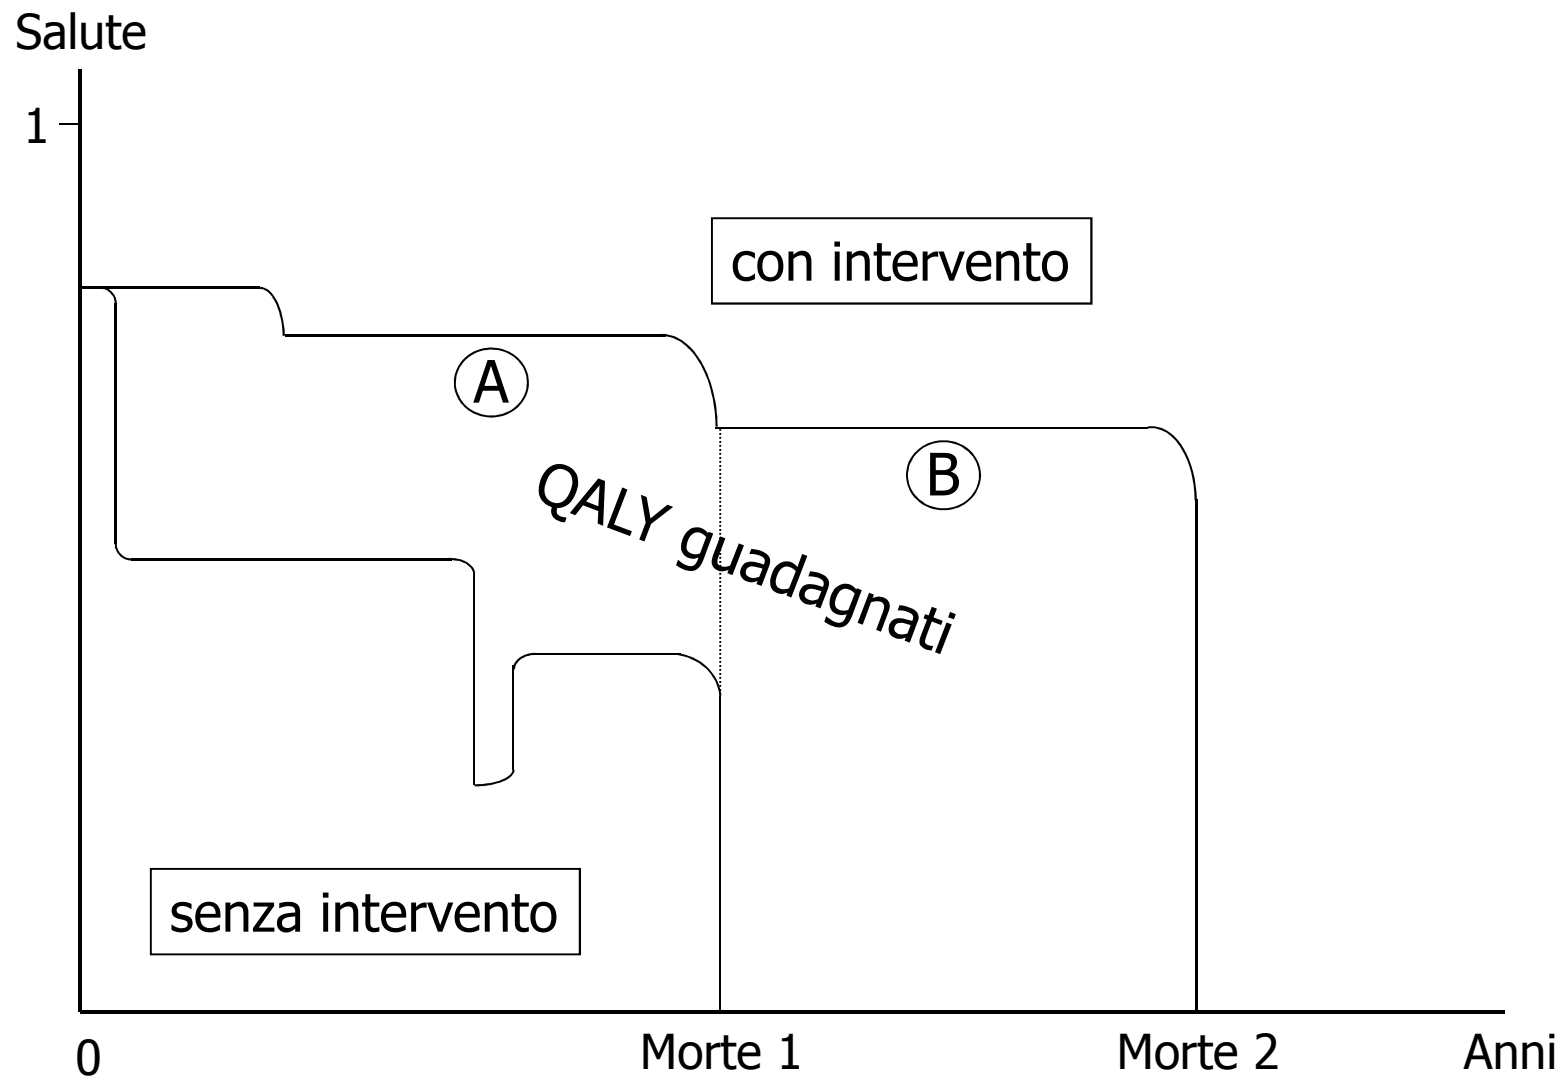 Salute
1
con intervento
A
B
QALY guadagnati
senza intervento
0
Morte 1
Morte 2
Anni